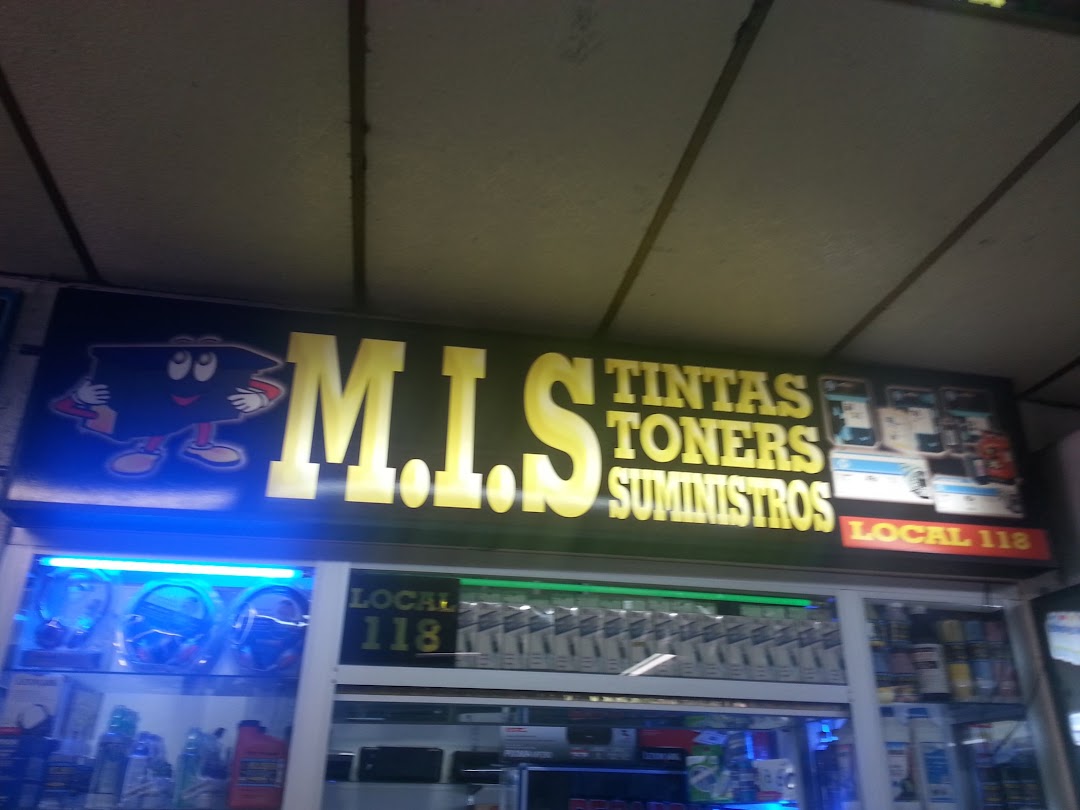 M.I.S
TINTAS
TONERS
SUMINISTROS
LOCAL 118
LOCAL
118